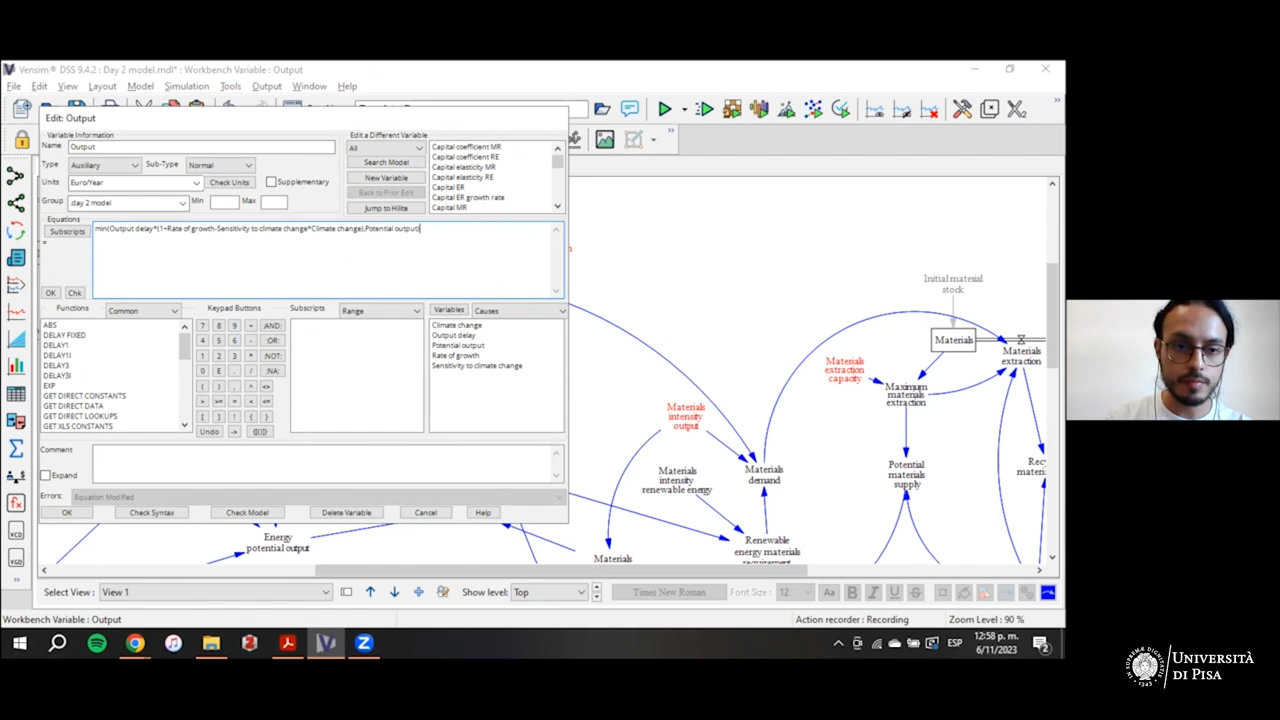 Vensim® DSS 9.4.2 : Day 2 model.mdl* : Workbench Variable : Output
File Edit View Layout Model Simulation Tools Output Window Help
Edit: Output
Variable Information
Name Output
Type Auxiliary Sub-Type Normal
Units Euro/Year Check Units Supplementary
Group .day 2 model Min Max
Edit a Different Variable
All
Search Model
New Variable
Back to Prior Edit
Jump to Hilite
Capital coefficient MR
Capital coefficient RE
Capital elasticity MR
Capital elasticity RE
Capital ER
Capital ER growth rate
Capital MR
Equations
Subscripts
=
min(Output delay*(1+Rate of growth-Sensitivity to climate change*Climate change),Potential output)
OK Chk
Functions Common
ABS
DELAY FIXED
DELAY1
DELAY1I
DELAY3
DELAY3I
EXP
GET DIRECT CONSTANTS
GET DIRECT DATA
GET DIRECT LOOKUPS
GET XLS CONSTANTS
Keypad Buttons
7 8 9 + :AND:
4 5 6 - :OR:
1 2 3 * :NOT:
0 E . / :NA:
( ) , ^ <>
> >= = < <=
[ ] ! { }
Undo -> {[()]}
Subscripts Range
Variables Causes
Climate change
Output delay
Potential output
Rate of growth
Sensitivity to climate change
Comment
Expand
Errors: Equation Modified
OK Check Syntax Check Model Delete Variable Cancel Help
Initial material
stock
Materials
Materials
extraction
Materials
extraction
capacity
Maximum
materials
extraction
Materials
intensity
output
Materials
intensity
renewable energy
Materials
demand
Potential
materials
supply
Recy
materi
Renewable
energy materials
requirement
Energy
potential output
Materials
Select View : View 1 Show level: Top Times New Roman Font Size : 12 Aa B I U S
Workbench Variable : Output Action recorder : Recording Zoom Level : 90 %
ESP
12:58 p. m.
6/11/2023
2
UNIVERSITÀ
DI PISA